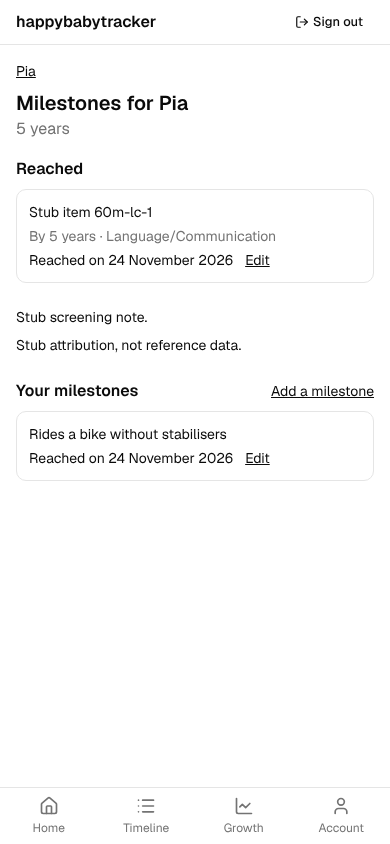 happybabytracker
Sign out
Pia
Milestones for Pia
5 years
Reached
Stub item 60m-lc-1
By 5 years · Language/Communication
Reached on 24 November 2026 Edit
Stub screening note.
Stub attribution, not reference data.
Your milestones
Add a milestone
Rides a bike without stabilisers
Reached on 24 November 2026 Edit
Home
Timeline
Growth
Account